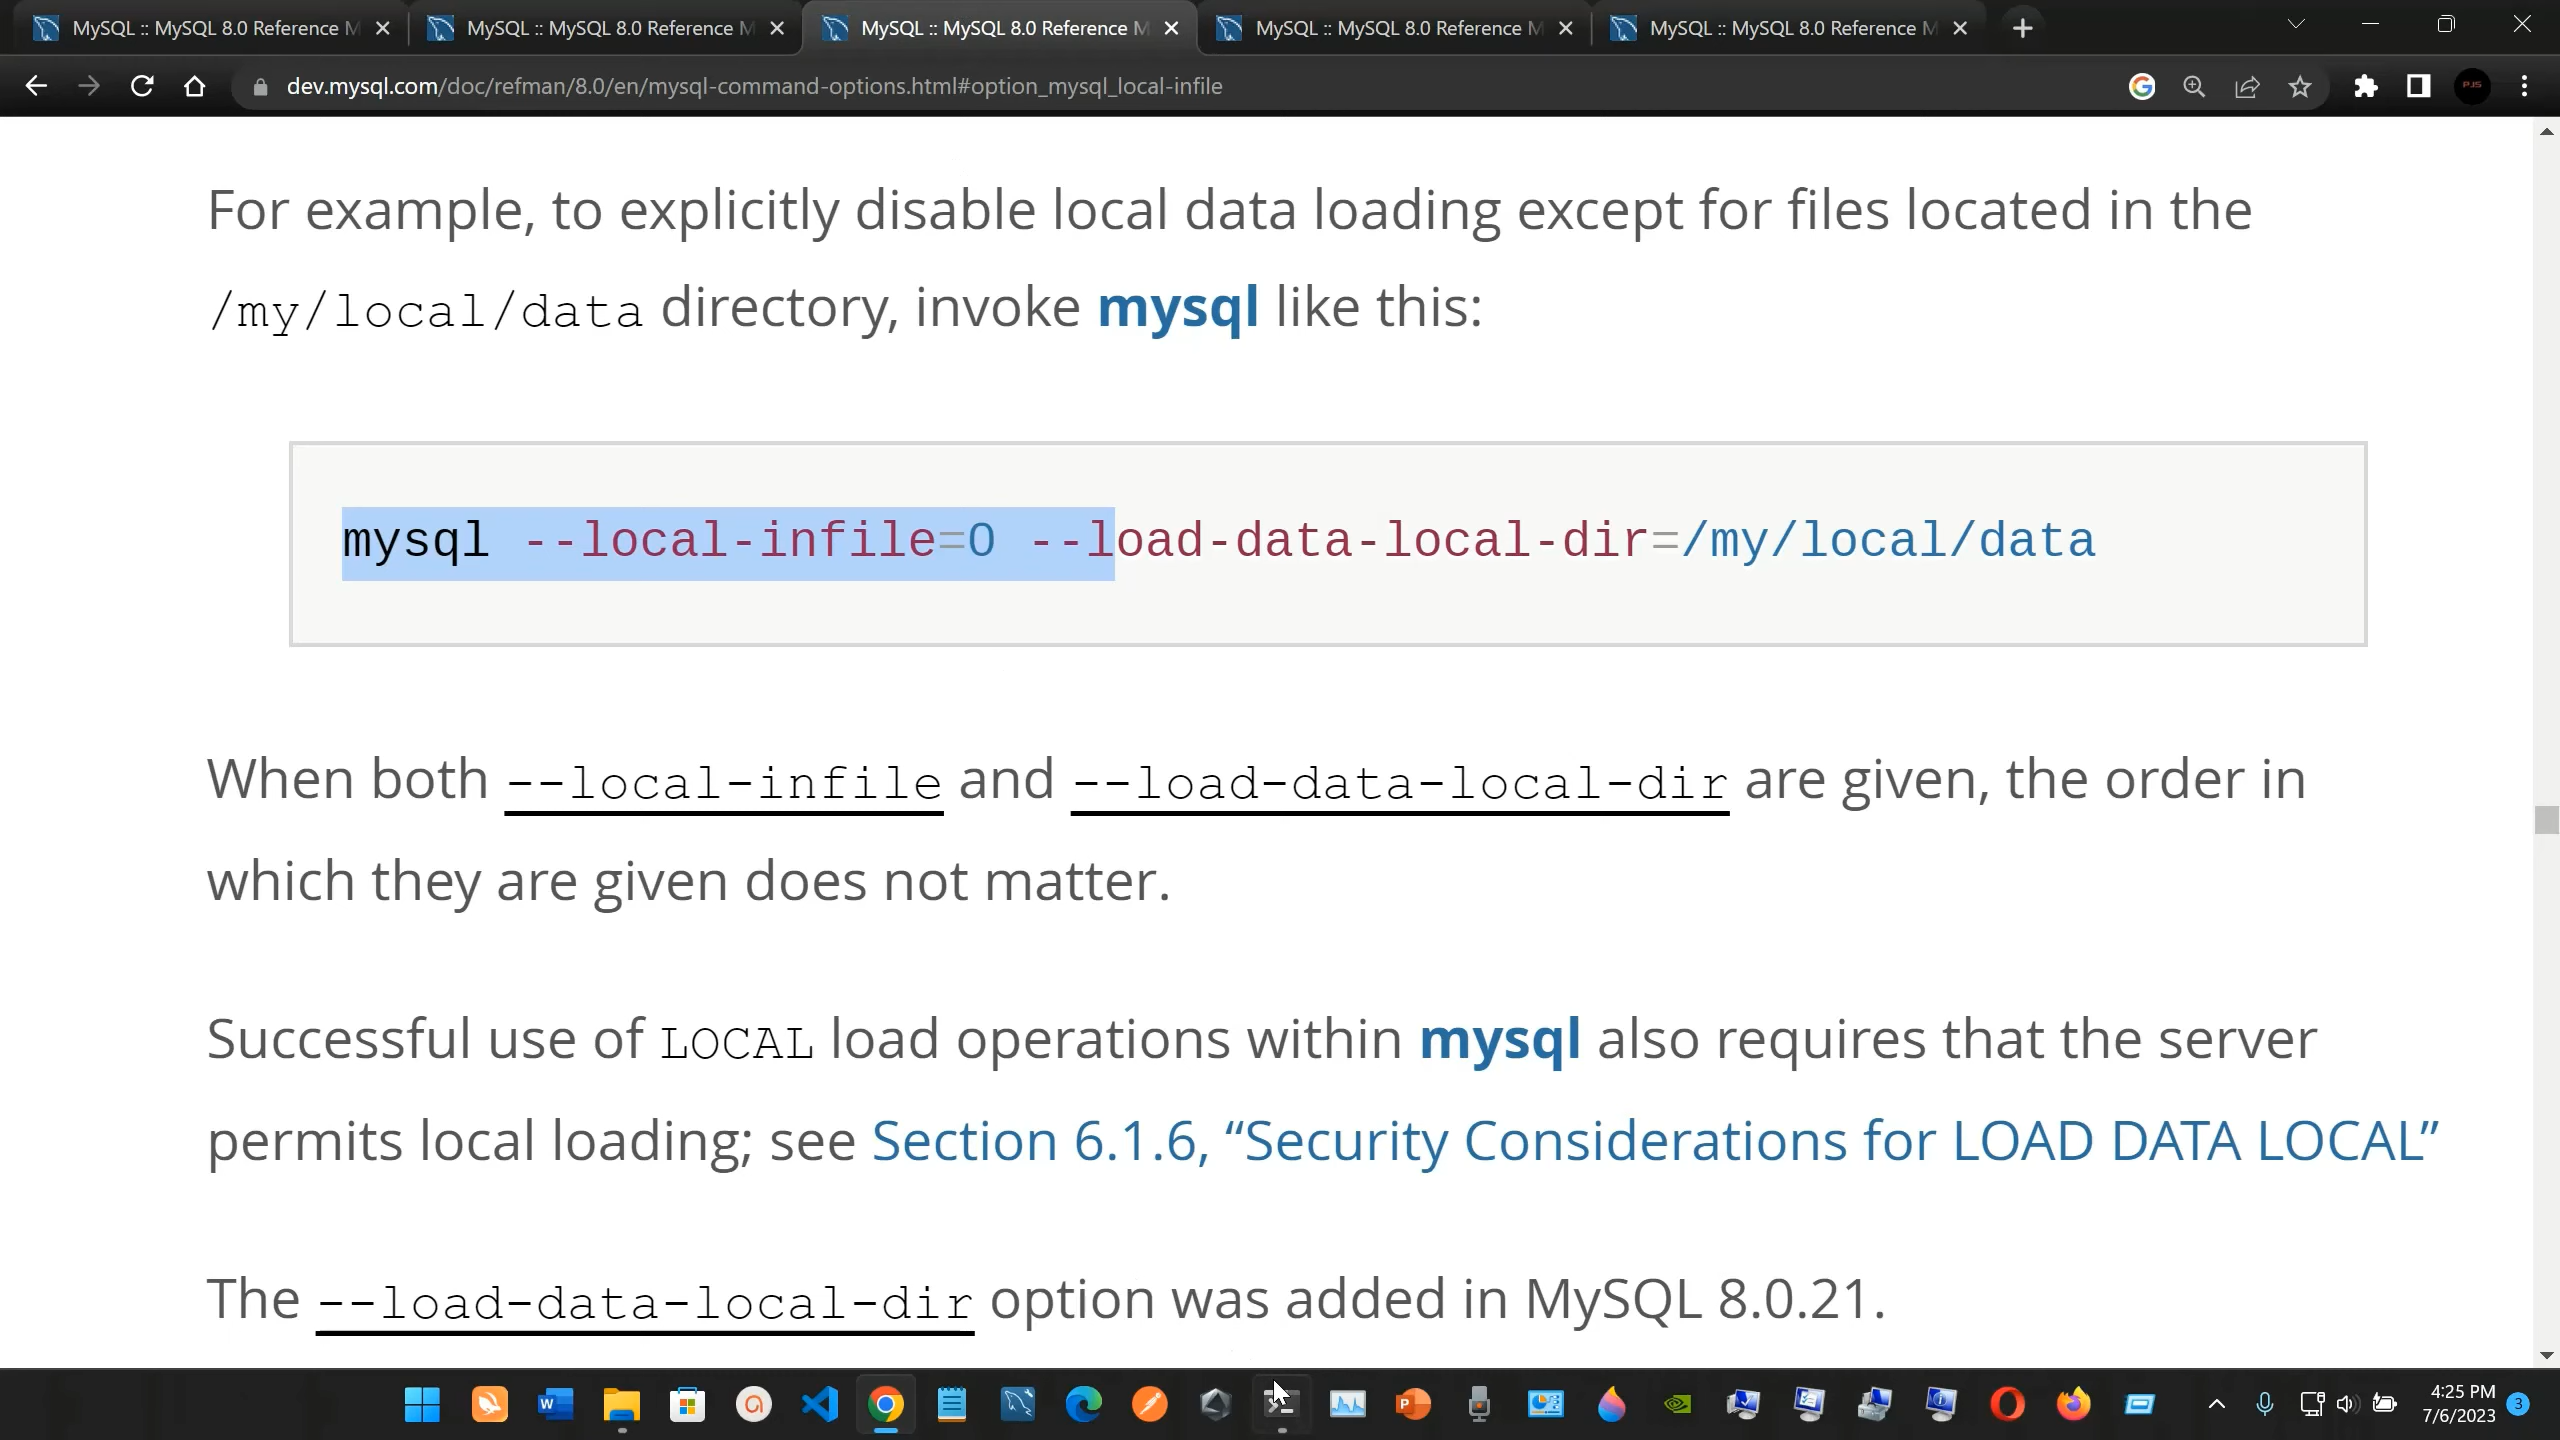 MySQL :: MySQL 8.0 Reference M
MySQL :: MySQL 8.0 Reference M
MySQL :: MySQL 8.0 Reference M
MySQL :: MySQL 8.0 Reference M
MySQL :: MySQL 8.0 Reference M
dev.mysql.com/doc/refman/8.0/en/mysql-command-options.html#option_mysql_local-infile
PJS
For example, to explicitly disable local data loading except for files located in the
/my/local/data directory, invoke mysql like this:
mysql --local-infile=0 --load-data-local-dir=/my/local/data
When both --local-infile and --load-data-local-dir are given, the order in
which they are given does not matter.
Successful use of LOCAL load operations within mysql also requires that the server
permits local loading; see Section 6.1.6, “Security Considerations for LOAD DATA LOCAL”
The --load-data-local-dir option was added in MySQL 8.0.21.
4:25 PM
7/6/2023
3